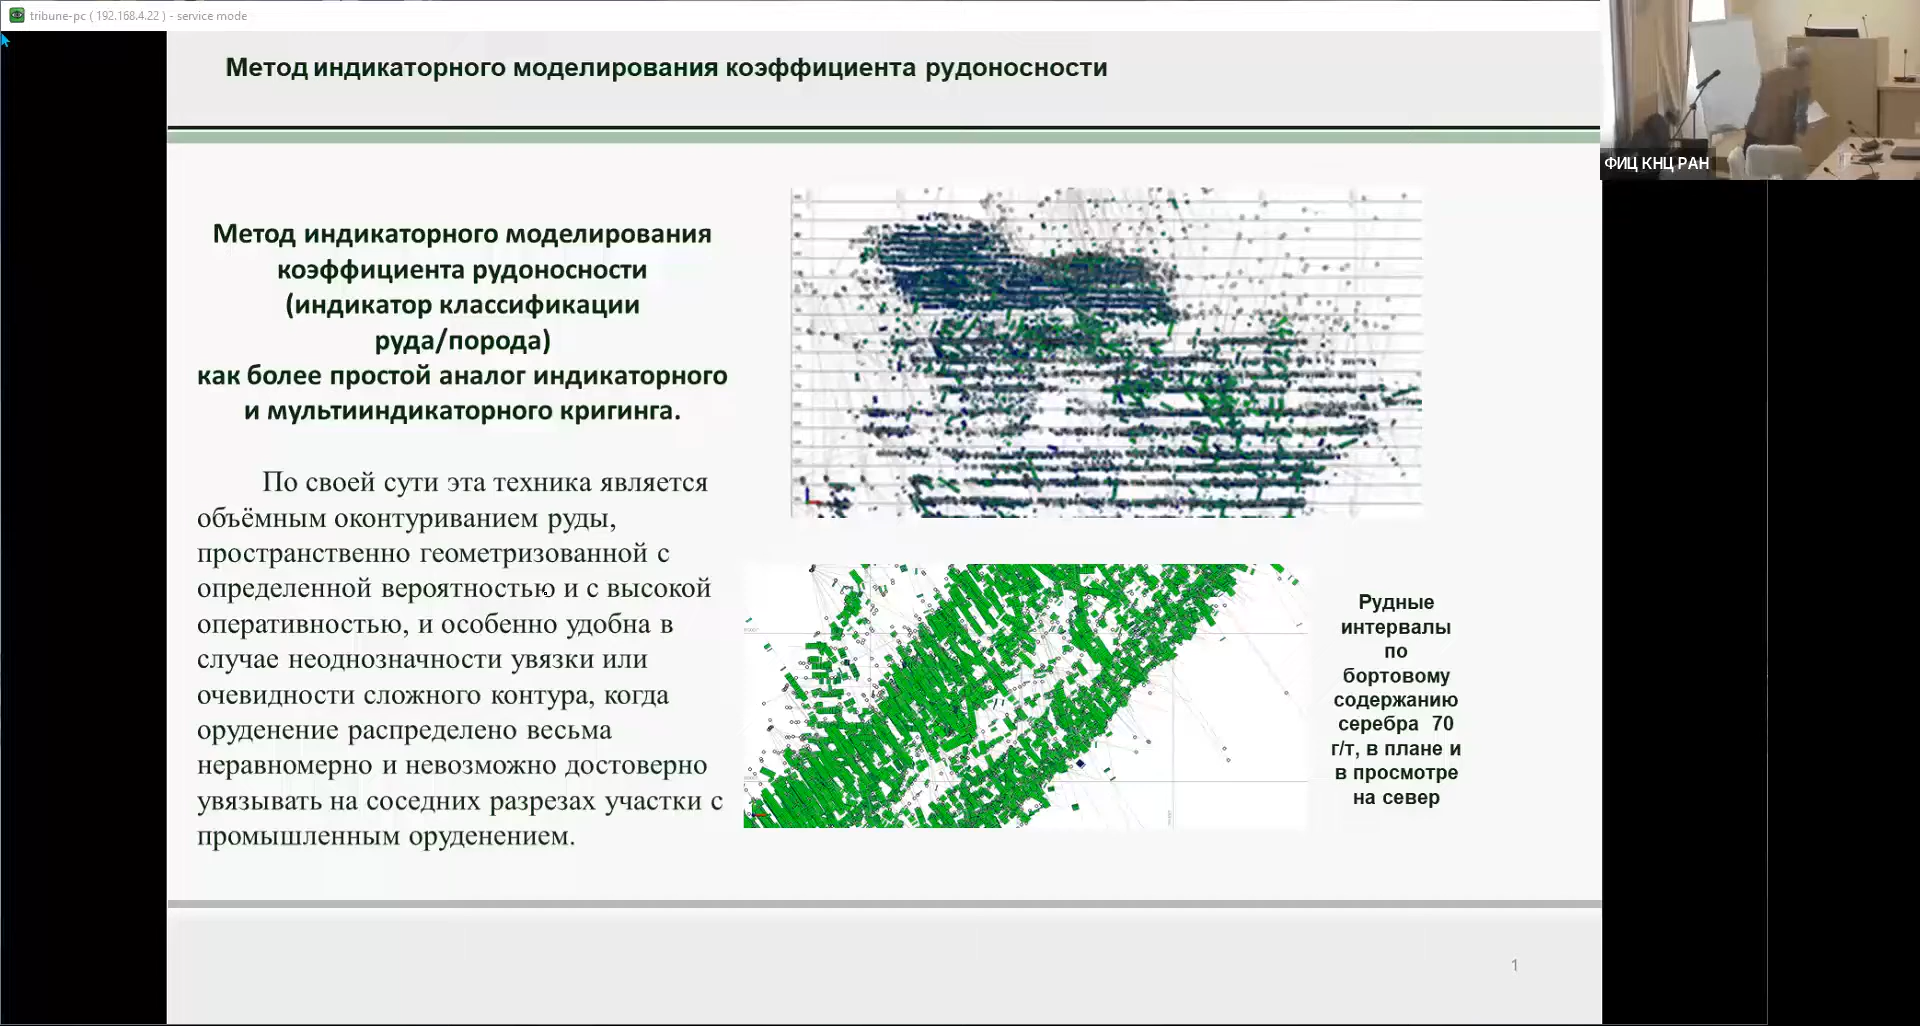 tribune-pc ( 192.168.4.22 ) - service mode
ФИЦ КНЦ РАН
Метод индикаторного моделирования коэффициента рудоносности
Метод индикаторного моделирования
коэффициента рудоносности
(индикатор классификации
руда/порода)
как более простой аналог индикаторного
и мультииндикаторного кригинга.
По своей сути эта техника является
объёмным оконтуриванием руды,
пространственно геометризованной с
определенной вероятностью и с высокой
оперативностью, и особенно удобна в
случае неоднозначности увязки или
очевидности сложного контура, когда
оруденение распределено весьма
неравномерно и невозможно достоверно
увязывать на соседних разрезах участки с
промышленным оруденением.
Рудные
интервалы
по
бортовому
содержанию
серебра 70
г/т, в плане и
в просмотре
на север
1